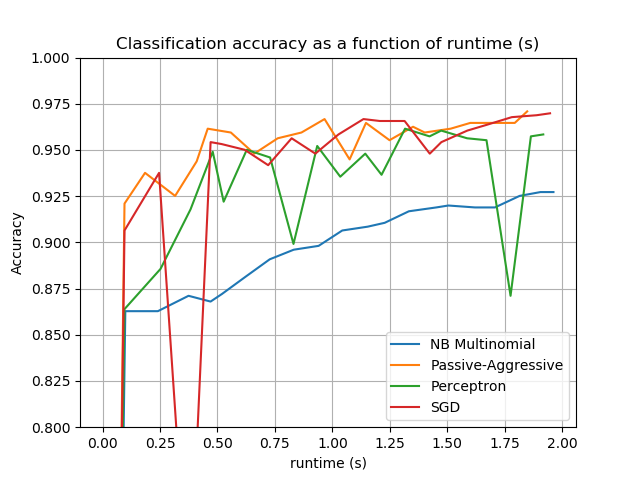 Classification accuracy as a function of runtime (s)
1.000
0.975
0.950
0.925
0.900
0.875
0.850
0.825
0.800
Accuracy
NB Multinomial
Passive-Aggressive
Perceptron
SGD
0.00 0.25 0.50 0.75 1.00 1.25 1.50 1.75 2.00
runtime (s)